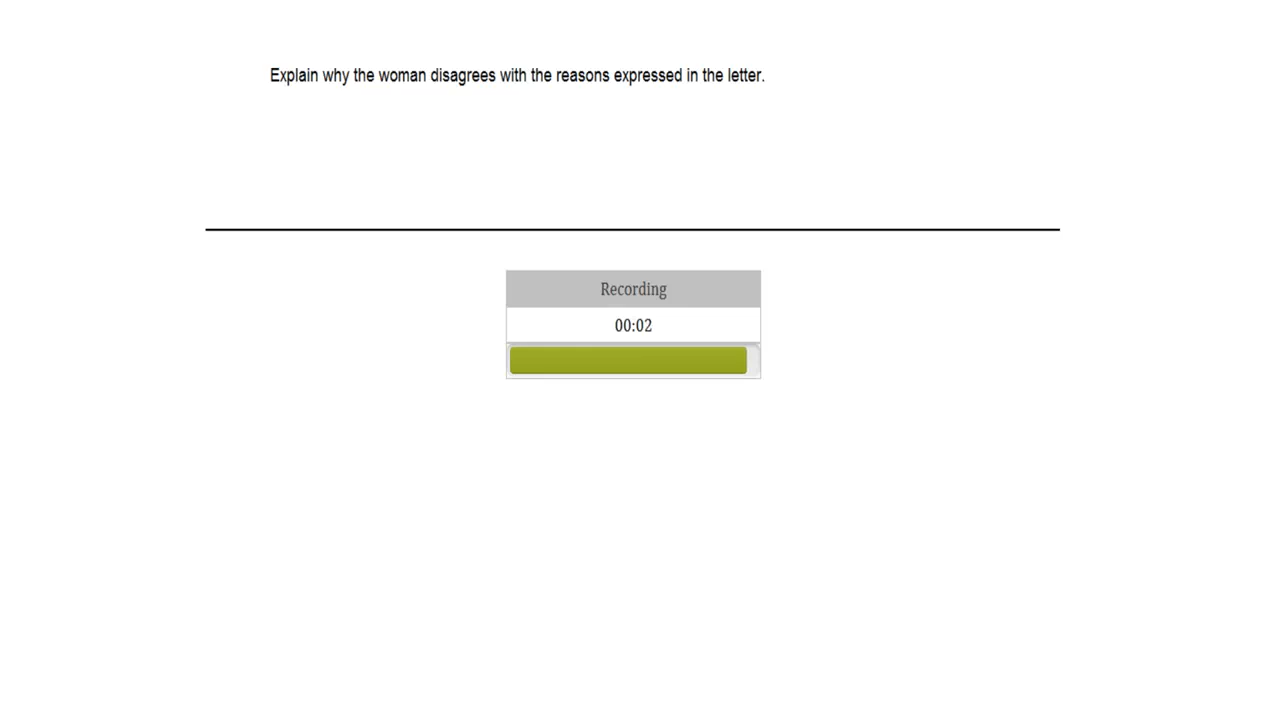 Explain why the woman disagrees with the reasons expressed in the letter.
Recording
00:02